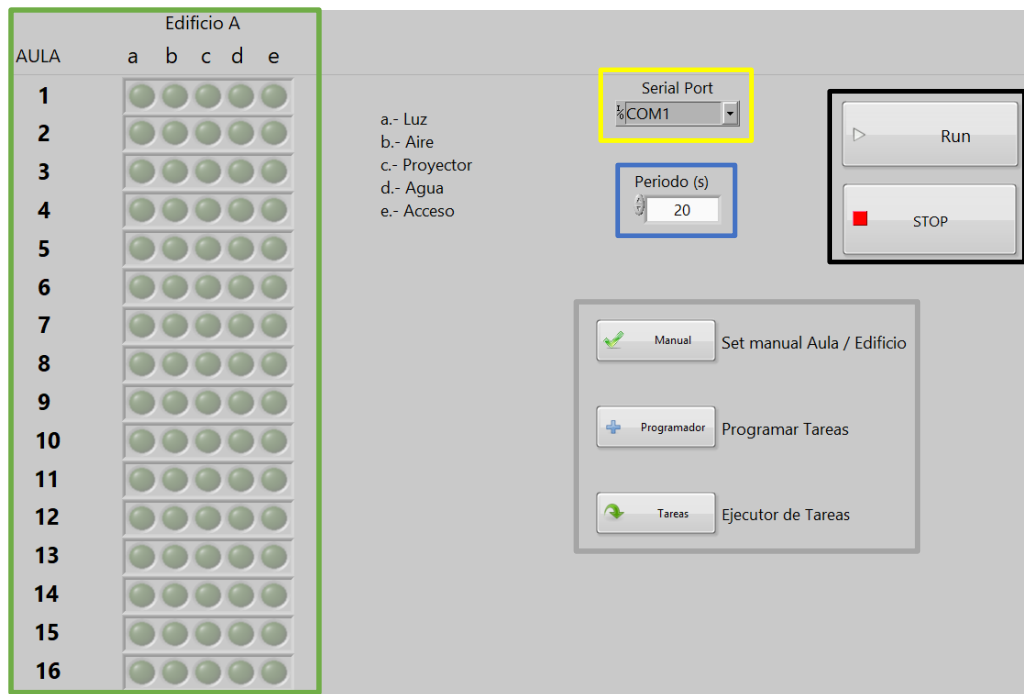 Edificio A
AULA a b c d e
1
2
3
4
5
6
7
8
9
10
11
12
13
14
15
16
a.- Luz
b.- Aire
c.- Proyector
d.- Agua
e.- Acceso
Serial Port
COM1
Periodo (s)
20
Run
STOP
Manual Set manual Aula / Edificio
Programador Programar Tareas
Tareas Ejecutor de Tareas